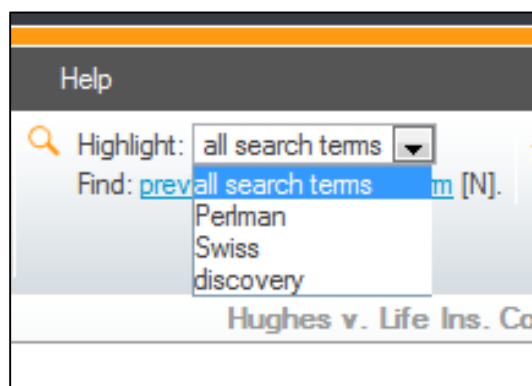 Help
Highlight: all search terms
Find: prev all search terms m [N].
Perlman
Swiss
discovery
Hughes v. Life Ins. Co